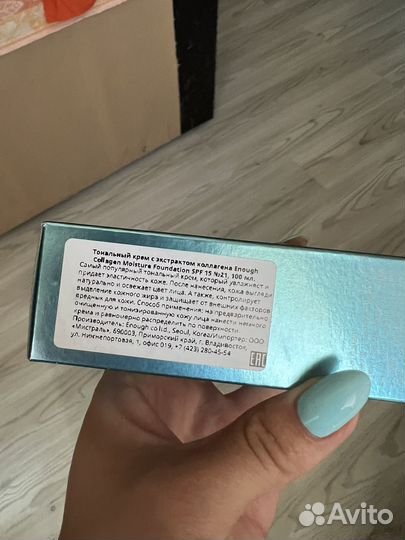 Тональный крем с экстрактом коллагена Enough
Collagen Moisture Foundation SPF 15 №21, 100 мл.
Самый популярный тональный крем, который увлажняет и
придает эластичность коже. После нанесения, кожа выглядит
натурально и освежает цвет лица. А также, контролирует
выделение кожного жира и защищает от внешних факторов
вредных для кожи. Способ применения: на предварительно
очищенную и тонизированную кожу лица нанести немного
крема и равномерно распределить по поверхности.
Производитель: Enough co ltd., Seoul, Korea/Импортер: ООО
«Мистраль», 690003, Приморский край, г. Владивосток,
ул. Нижнепортовая, 1, офис 019, +7 (423) 280-45-54
EAC
Avito